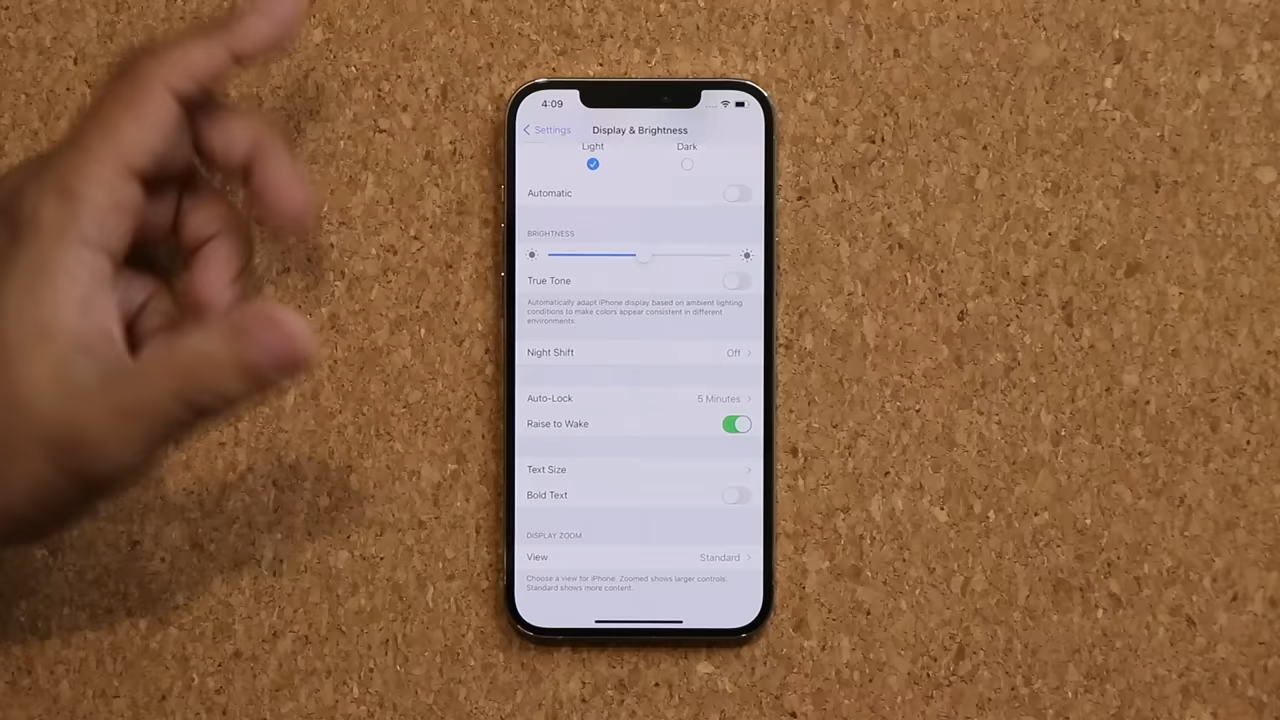 4:09
Settings Display & Brightness
Light Dark
Automatic
BRIGHTNESS
True Tone
Automatically adapt iPhone display based on ambient lighting
conditions to make colors appear consistent in different
environments.
Night Shift Off
Auto-Lock 5 Minutes
Raise to Wake
Text Size
Bold Text
DISPLAY ZOOM
View Standard
Choose a view for iPhone. Zoomed shows larger controls.
Standard shows more content.